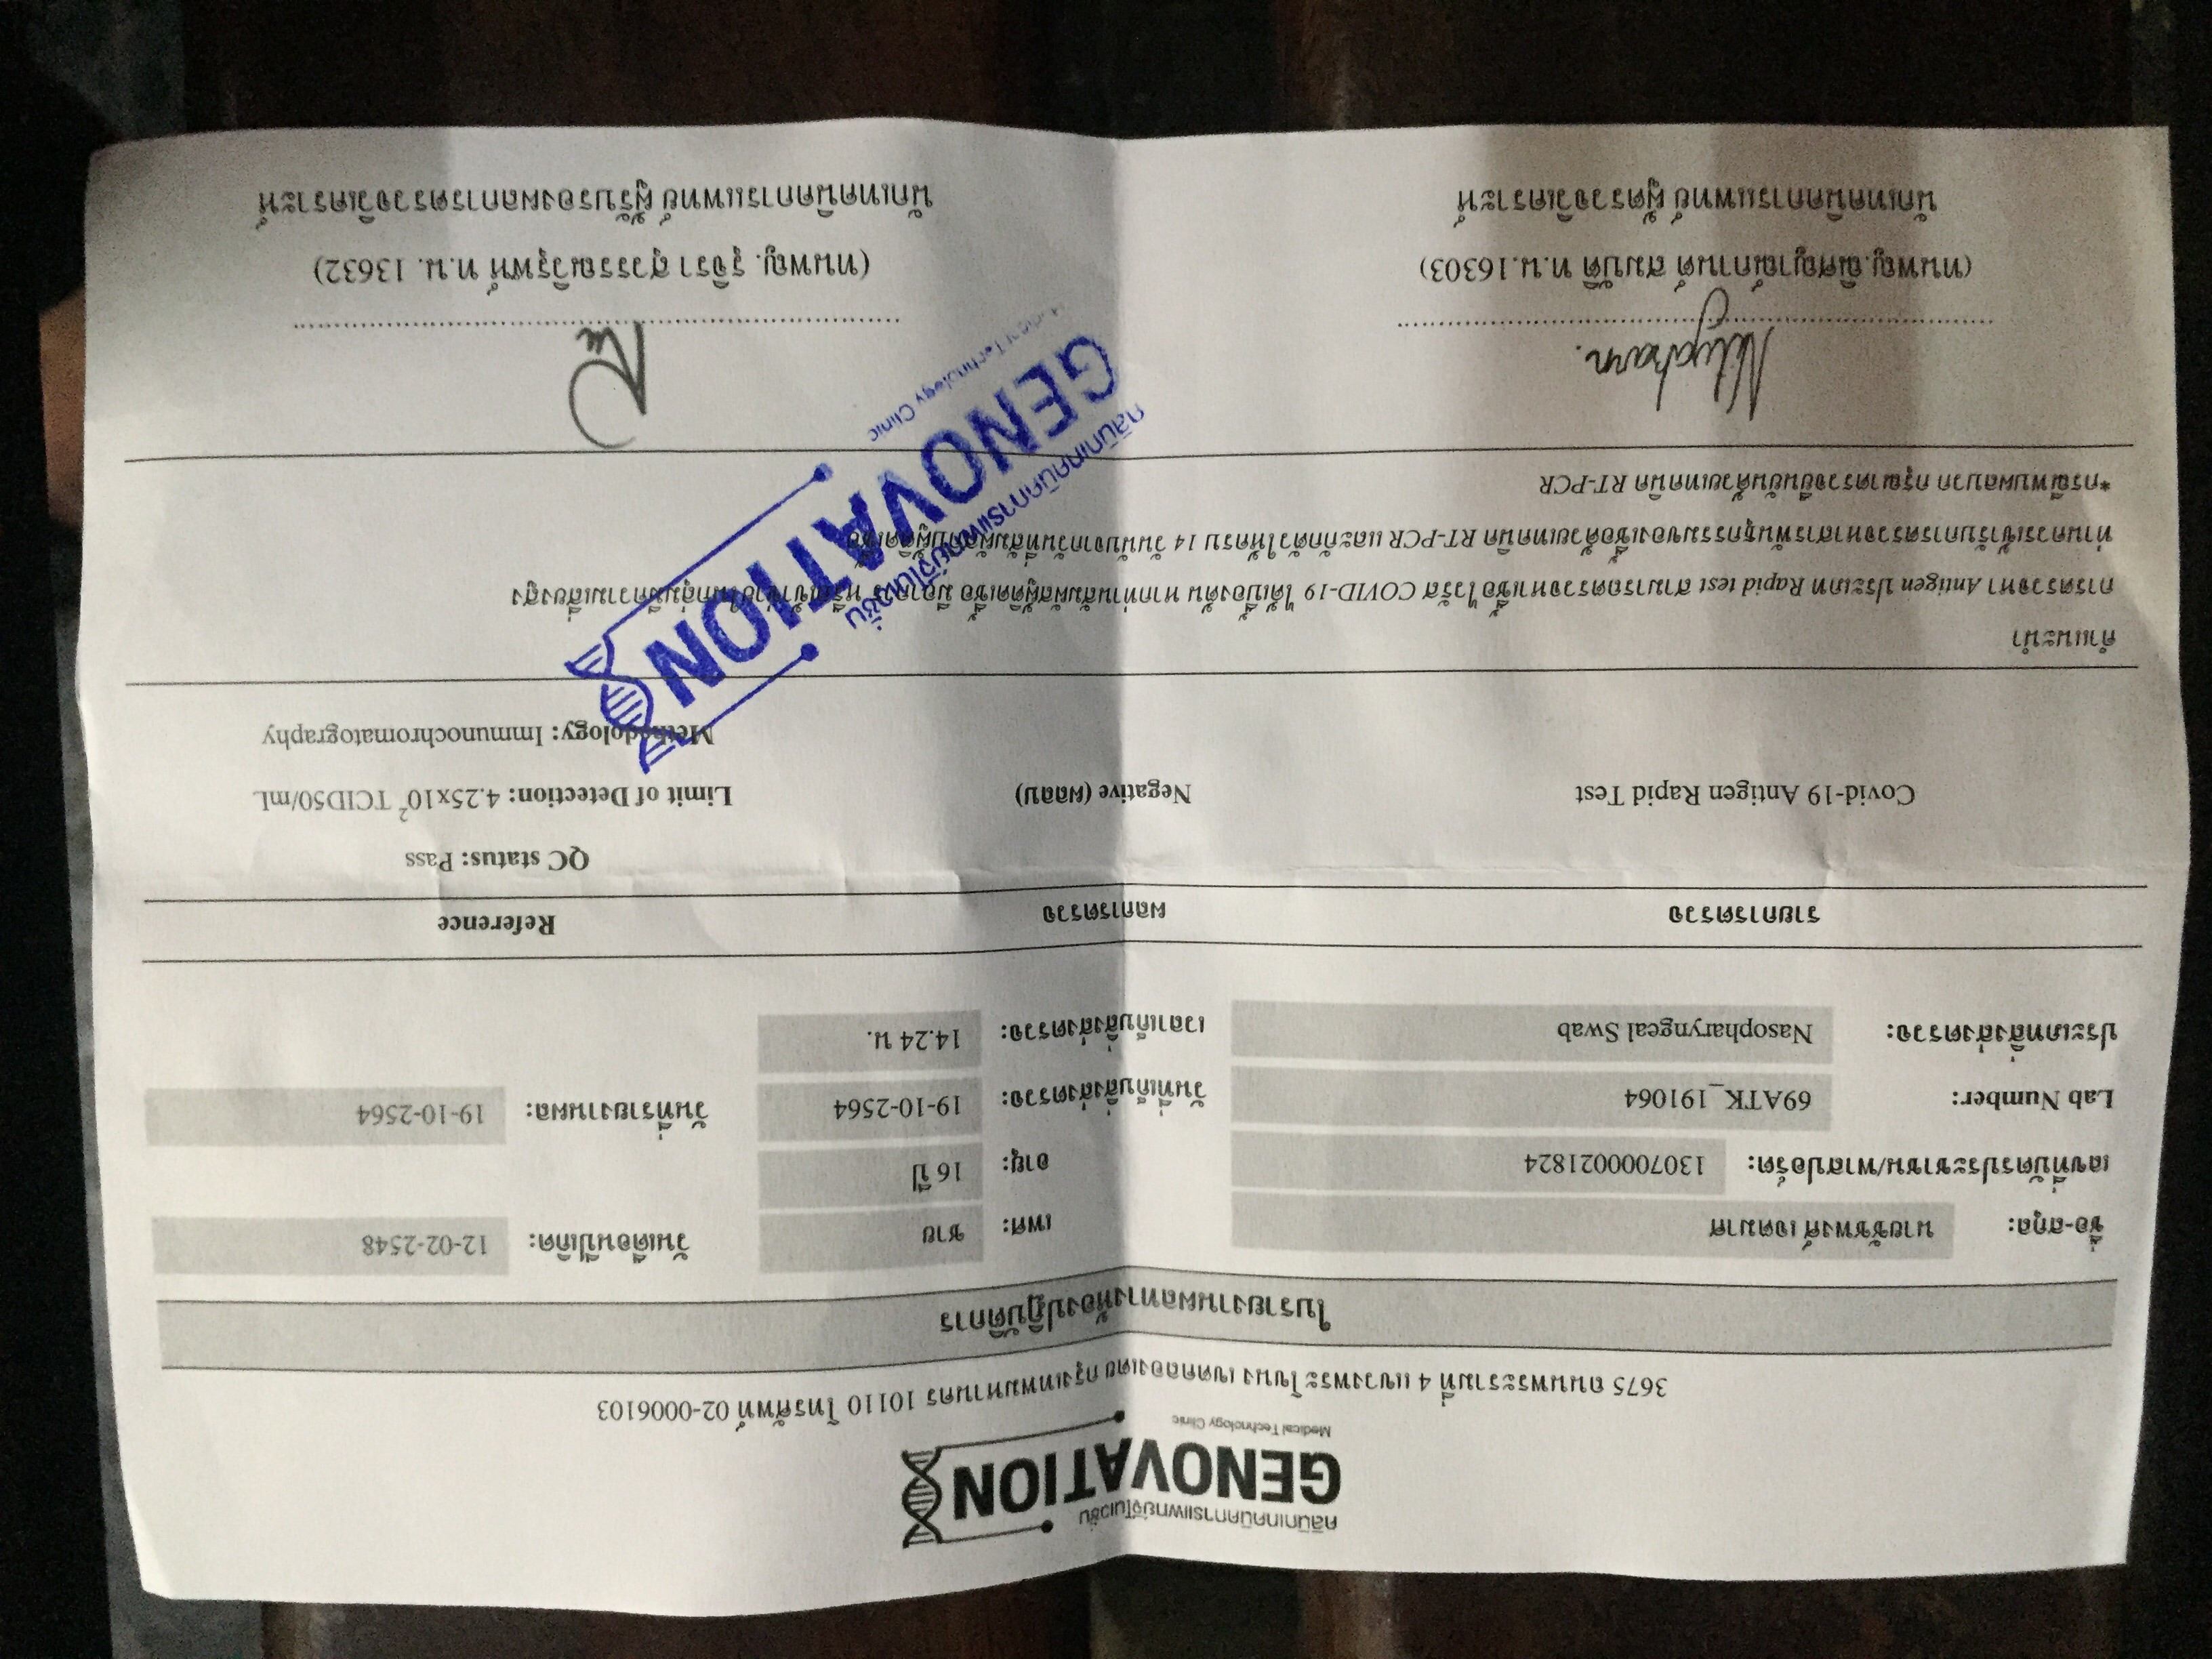 คลินิกเทคนิคการแพทย์จีโนเวชั่น
GENOVATION
Medical Technology Clinic
3675 ถนนพระรามที่ 4 แขวงพระโขนง เขตคลองเตย กรุงเทพมหานคร 10110 โทรศัพท์ 02-0006103
ใบรายงานผลทางห้องปฏิบัติการ
ชื่อ-สกุล: นายชัชพงศ์ เจตมาศ เพศ: ชาย วันเดือนปีเกิด: 12-02-2548
เลขที่บัตรประชาชน/พาสปอร์ต: 1307000021824 อายุ: 16 ปี
Lab Number: 69ATK_191064 วันที่เก็บสิ่งส่งตรวจ: 19-10-2564 วันที่รายงานผล: 19-10-2564
ประเภทสิ่งส่งตรวจ: Nasopharyngeal Swab เวลาเก็บสิ่งส่งตรวจ: 14.24 น.
รายการตรวจ ผลการตรวจ Reference
QC status: Pass
Covid-19 Antigen Rapid Test Negative (ผลลบ) Limit of Detection: 4.25x10² TCID50/mL
Methodology: Immunochromatography
คำแนะนำ
การตรวจหา Antigen ประเภท Rapid test สามารถตรวจหาเชื้อไวรัส COVID-19 ได้เบื้องต้น หากท่านสัมผัสผู้ติดเชื้อ มีอาการ หรือเข้าข่ายในกลุ่มมีความเสี่ยงสูง
ท่านควรเข้ารับการตรวจหาสารพันธุกรรมของเชื้อด้วยเทคนิค RT-PCR และกักตัวให้ครบ 14 วันนับจากวันที่สัมผัสกับผู้ติดเชื้อ
*กรณีพบผลบวก กรุณาตรวจยืนยันด้วยเทคนิค RT-PCR
คลินิกเทคนิคการแพทย์จีโนเวชั่น
GENOVATION
Medical Technology Clinic
(ทนพญ.ณิศญาณ์กานต์ สมบัติ ท.น.16303) (ทนพญ. รุจิรา สุวรรณวิรุฬห์ ท.น. 13632)
นักเทคนิคการแพทย์ ผู้ตรวจวิเคราะห์ นักเทคนิคการแพทย์ ผู้รับรองผลการตรวจวิเคราะห์